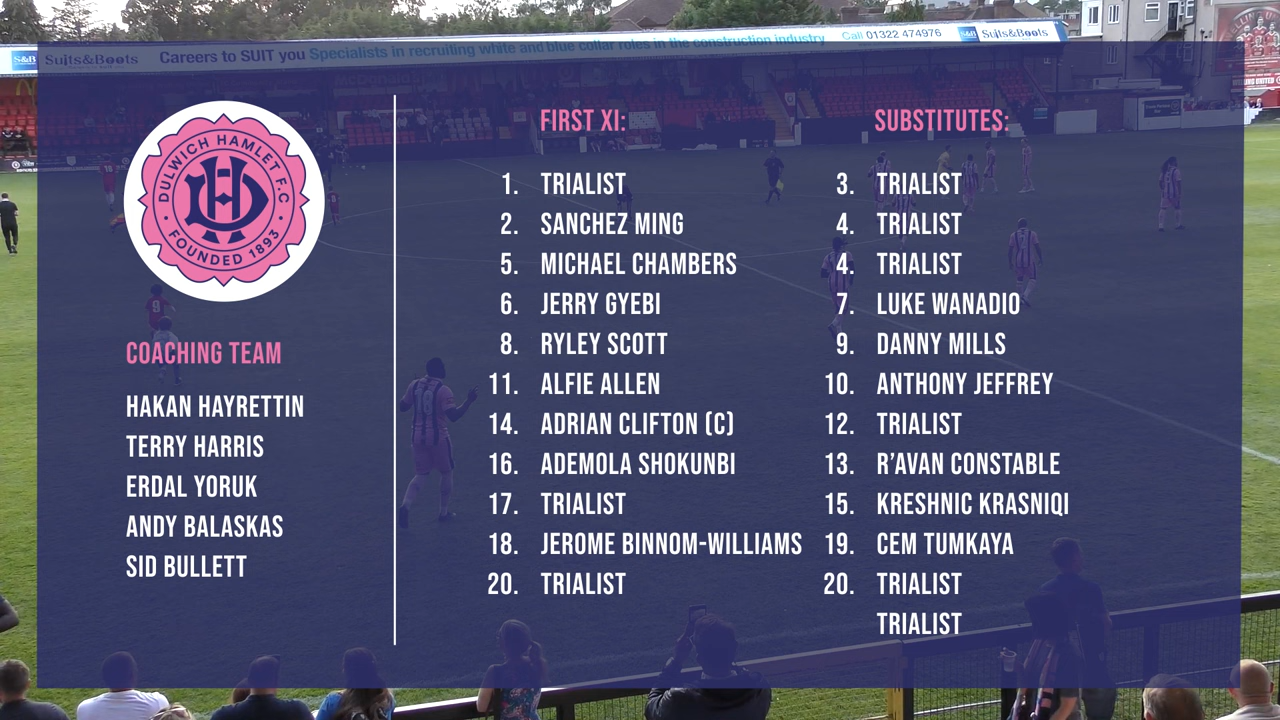 Careers to SUIT you Specialists in recruiting white and blue collar roles in the construction industry
Call 01322 474976
S&B Suits&Boots
S&B Suits&Boots
DULWICH HAMLET F.C.
FOUNDED 1893
COACHING TEAM
HAKAN HAYRETTIN
TERRY HARRIS
ERDAL YORUK
ANDY BALASKAS
SID BULLETT
FIRST XI:
1. TRIALIST
2. SANCHEZ MING
5. MICHAEL CHAMBERS
6. JERRY GYEBI
8. RYLEY SCOTT
11. ALFIE ALLEN
14. ADRIAN CLIFTON (C)
16. ADEMOLA SHOKUNBI
17. TRIALIST
18. JEROME BINNOM-WILLIAMS
20. TRIALIST
SUBSTITUTES:
3. TRIALIST
4. TRIALIST
4. TRIALIST
7. LUKE WANADIO
9. DANNY MILLS
10. ANTHONY JEFFREY
12. TRIALIST
13. R'AVAN CONSTABLE
15. KRESHNIC KRASNIQI
19. CEM TUMKAYA
20. TRIALIST
TRIALIST